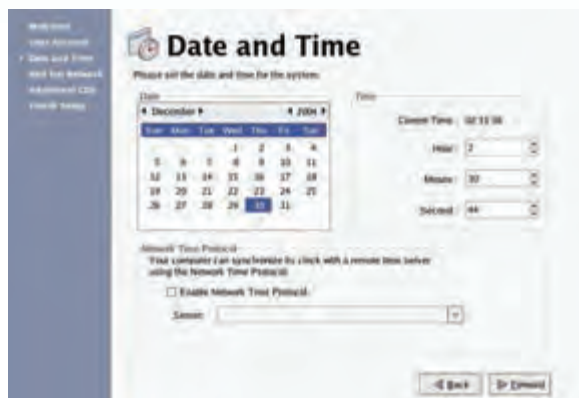 Welcome
User Account
Date and Time
Red Hat Network
Additional CDs
Finish Setup
Date and Time
Please set the date and time for the system.
Date
December
2004
Sun Mon Tue Wed Thu Fri Sat
1 2 3 4
5 6 7 8 9 10 11
12 13 14 15 16 17 18
19 20 21 22 23 24 25
26 27 28 29 30 31
Time
Current Time :
Hour : 2
Minute : 30
Second : 44
Network Time Protocol
Your computer can synchronize its clock with a remote time server
using the Network Time Protocol.
Enable Network Time Protocol
Server:
Back
Forward